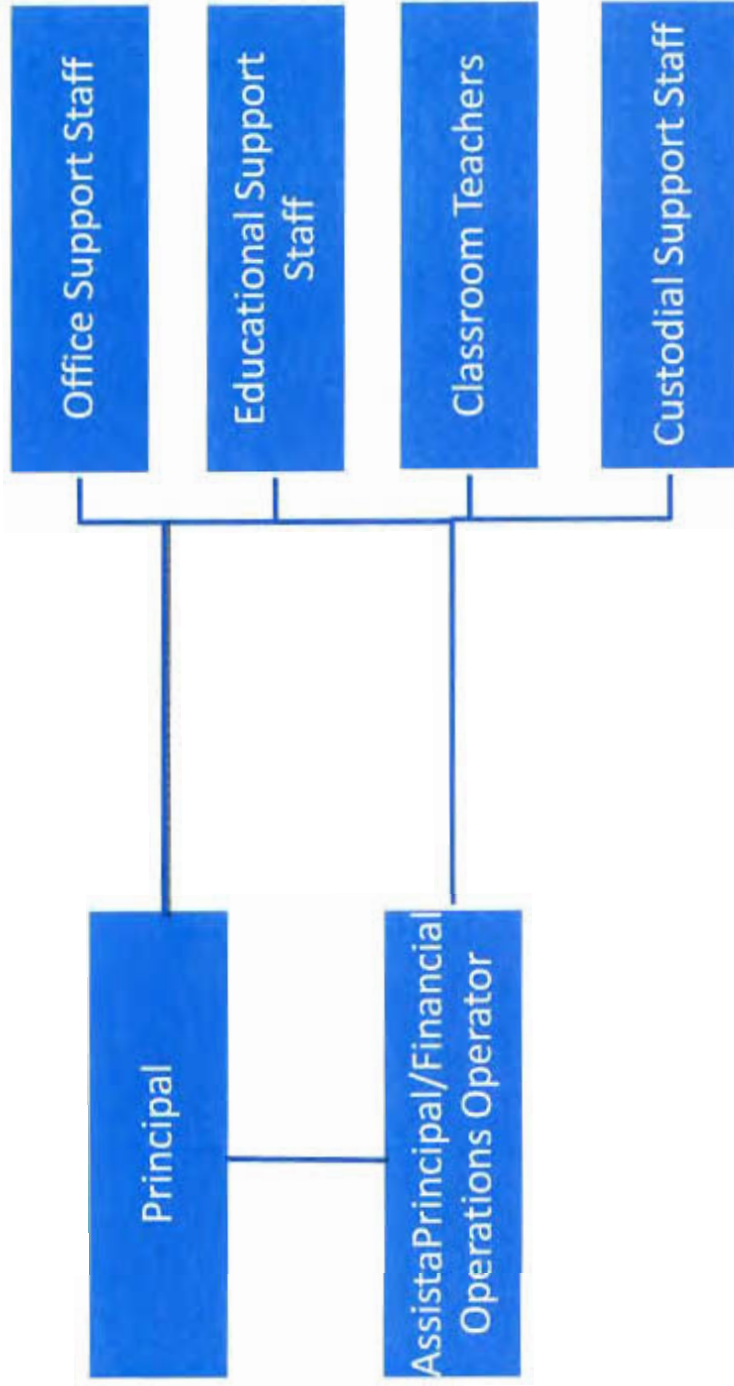 Principal
AssistaPrincipal/Financial
Operations Operator
Office Support Staff
Educational Support
Staff
Classroom Teachers
Custodial Support Staff